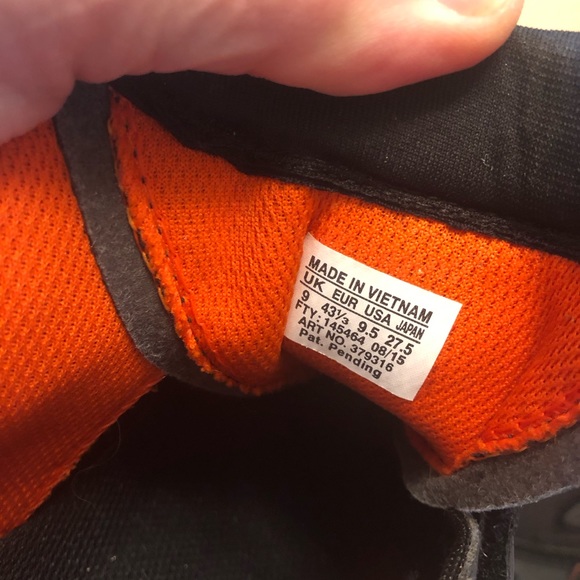 MADE IN VIETNAM
UK EUR USA JAPAN
9 43⅓ 9.5 27.5
FTY: 145464 08/15
ART NO. 379316
Pat. Pending